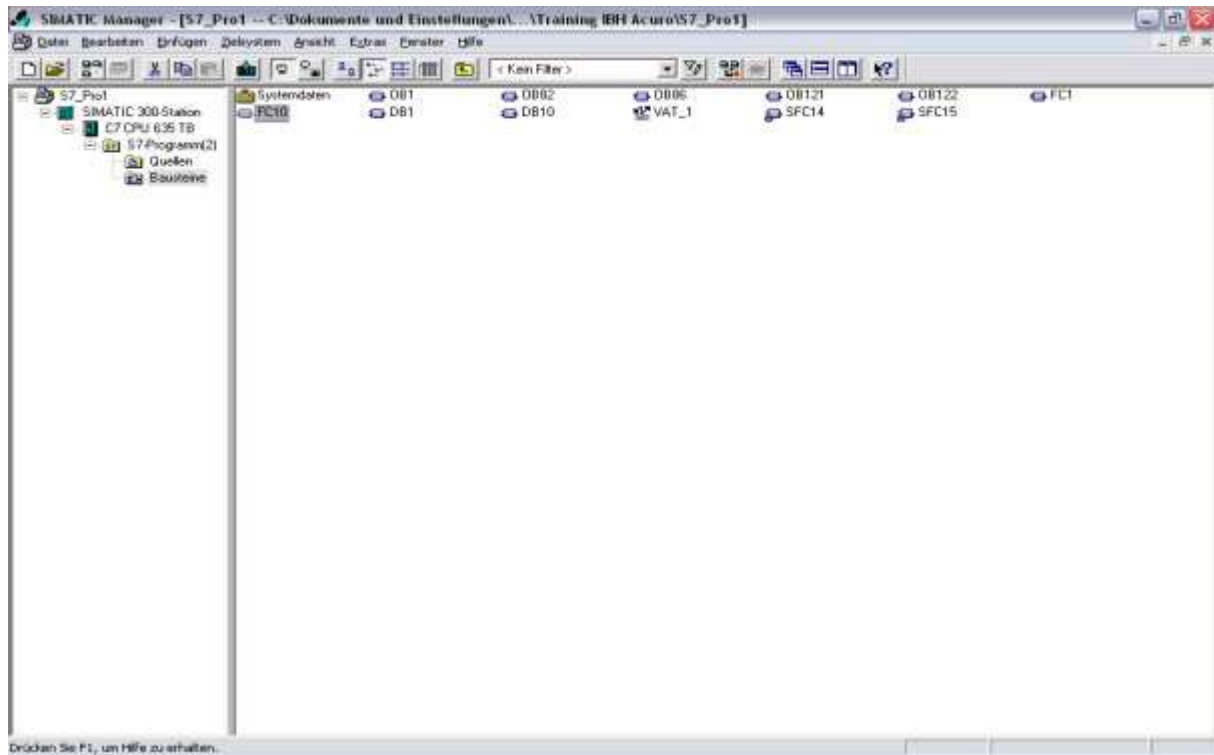 SIMATIC Manager - [S7_Pro1 -- C:\Dokumente und Einstellungen\...\Training IBH Acuro\S7_Pro1]
Datei Bearbeiten Einfügen Zielsystem Ansicht Extras Fenster Hilfe
< Kein Filter >
S7_Pro1
SIMATIC 300-Station
C7 CPU 635 TB
S7-Programm(2)
Quellen
Bausteine
Systemdaten OB1 OB82 OB86 OB121 OB122 FC1
FC10 DB1 DB10 VAT_1 SFC14 SFC15
Drücken Sie F1, um Hilfe zu erhalten.